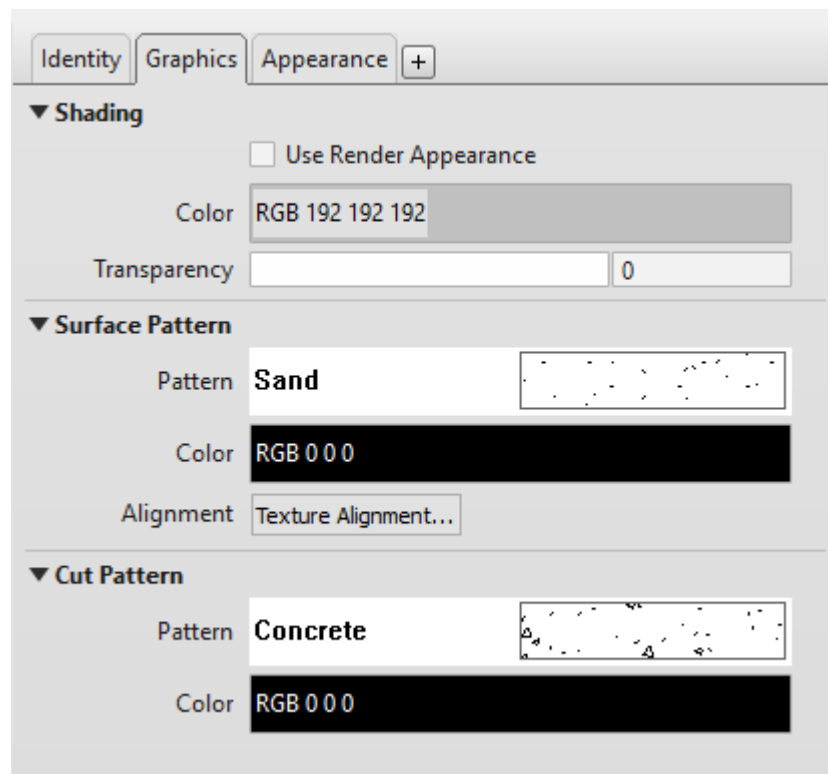 Identity Graphics Appearance +
Shading
Use Render Appearance
Color RGB 192 192 192
Transparency 0
Surface Pattern
Pattern Sand
Color RGB 0 0 0
Alignment Texture Alignment...
Cut Pattern
Pattern Concrete
Color RGB 0 0 0